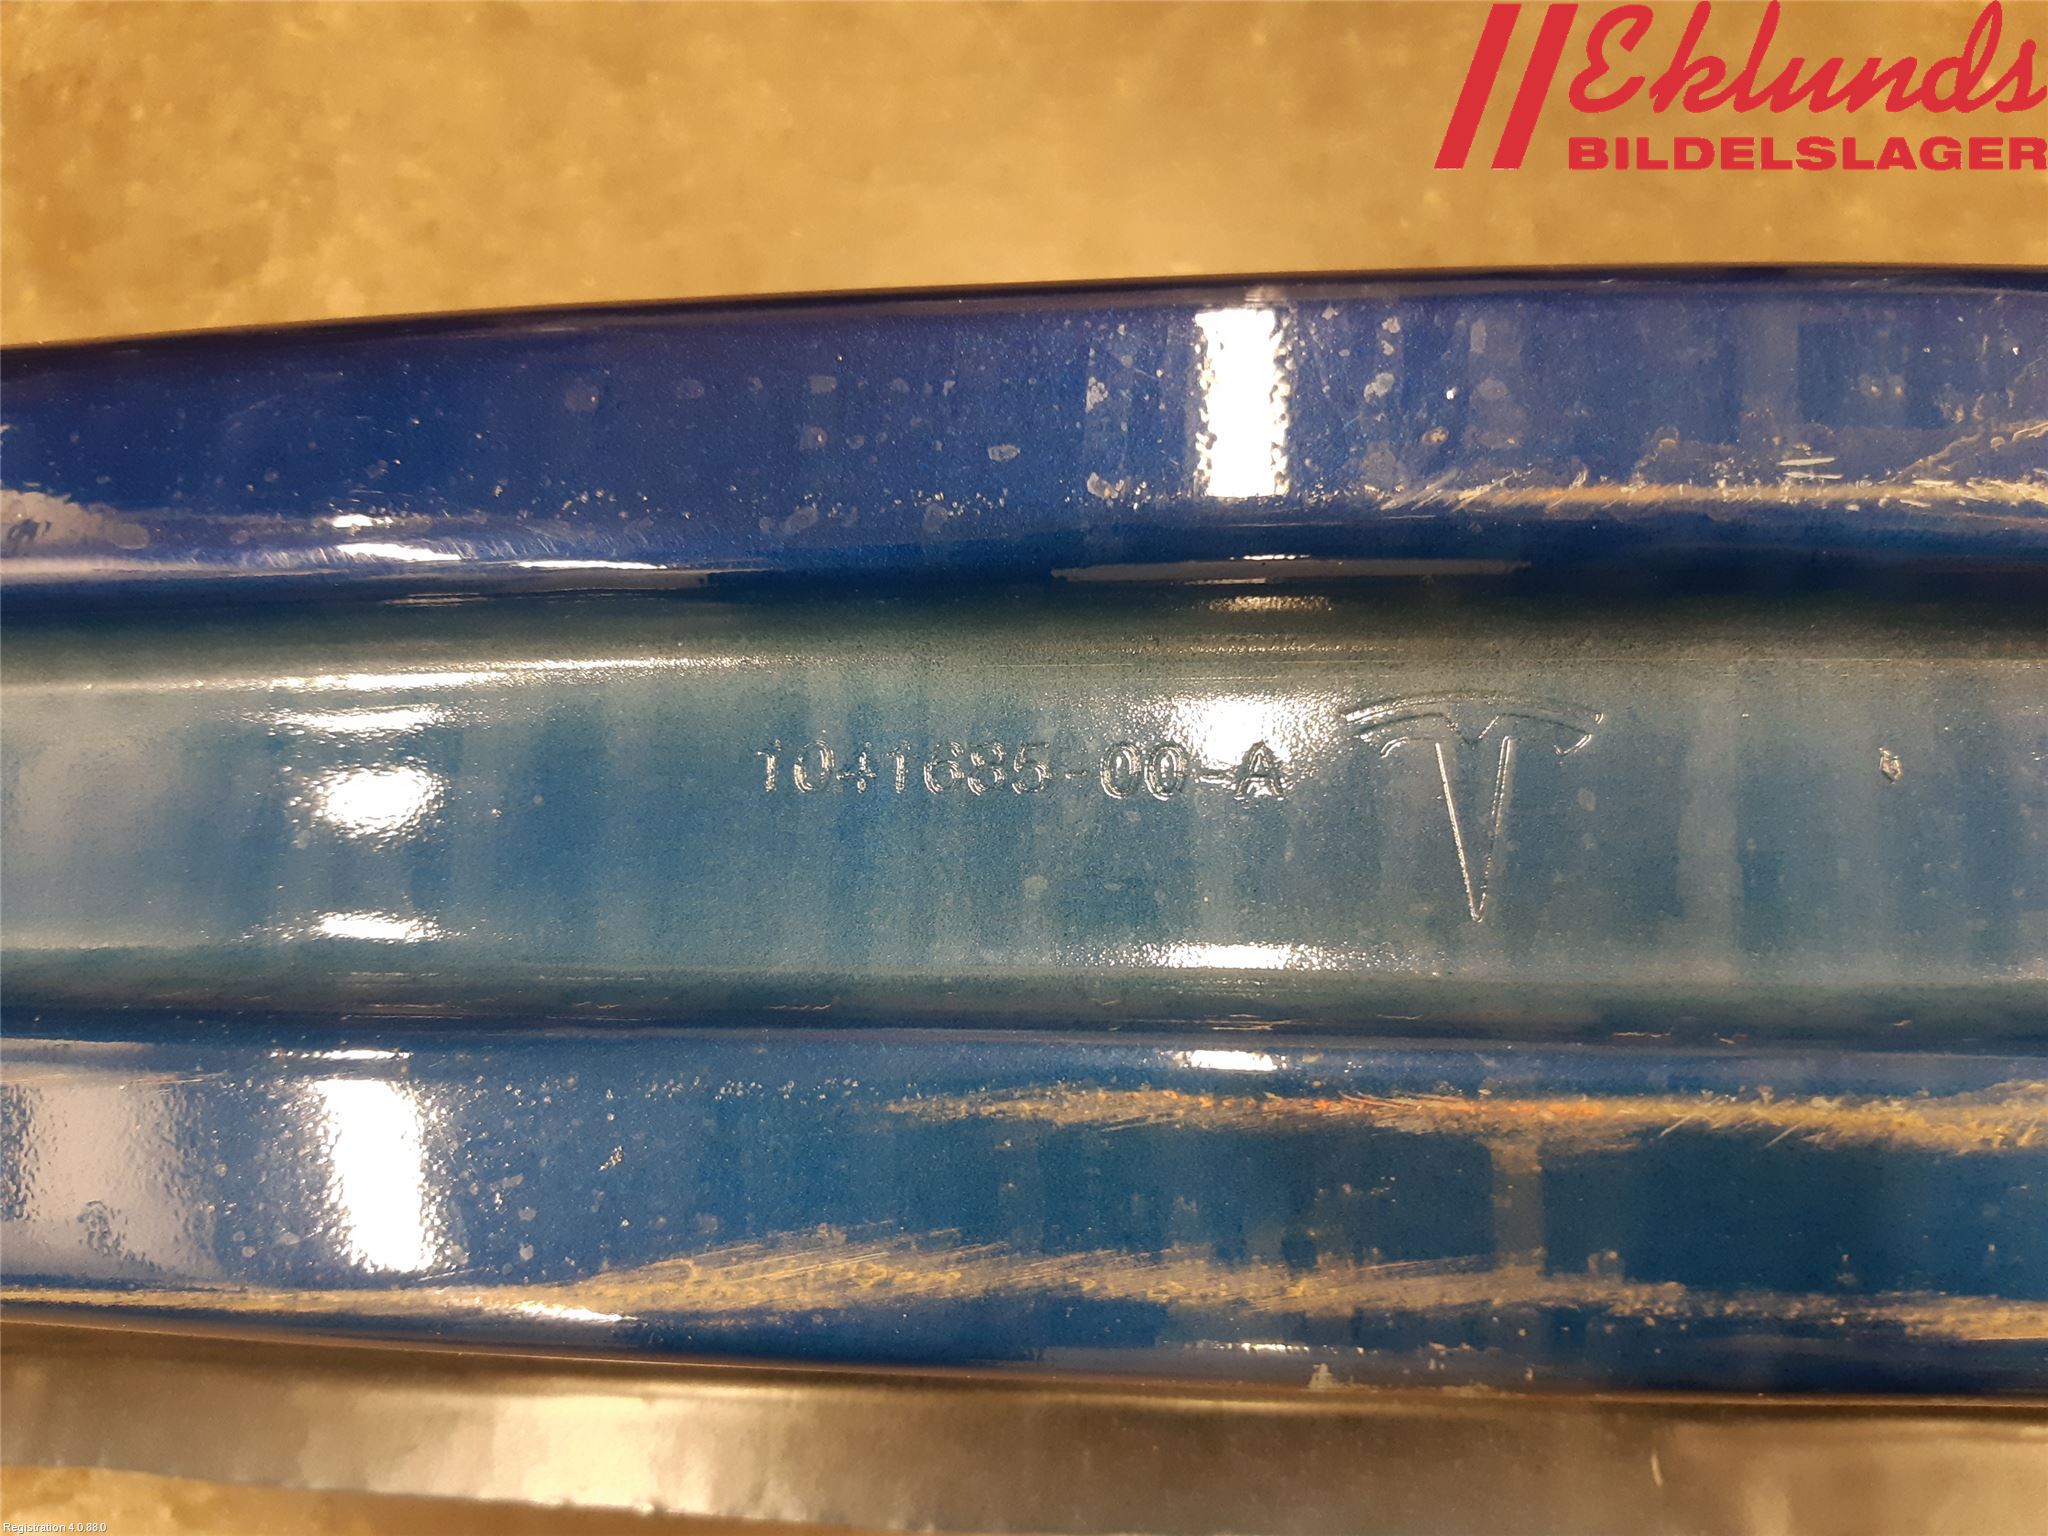 Eklunds
BILDELSLAGER
1041685-00-A
Registration 4.0.88.0